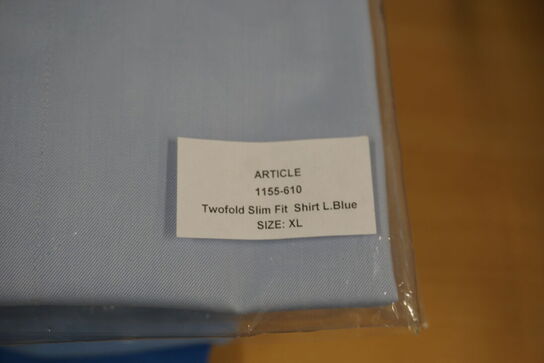 ARTICLE
1155-610
Twofold Slim Fit Shirt L.Blue
SIZE: XL